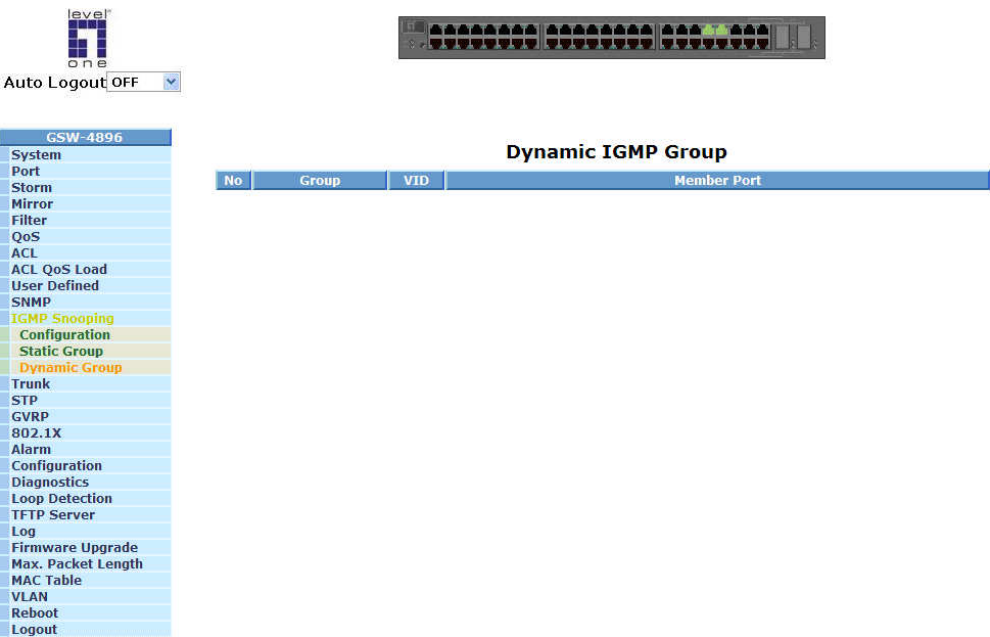 level
one
Auto Logout OFF
GSW-4896
System
Port
Storm
Mirror
Filter
QoS
ACL
ACL QoS Load
User Defined
SNMP
IGMP Snooping
Configuration
Static Group
Dynamic Group
Trunk
STP
GVRP
802.1X
Alarm
Configuration
Diagnostics
Loop Detection
TFTP Server
Log
Firmware Upgrade
Max. Packet Length
MAC Table
VLAN
Reboot
Logout
Dynamic IGMP Group
No Group VID Member Port